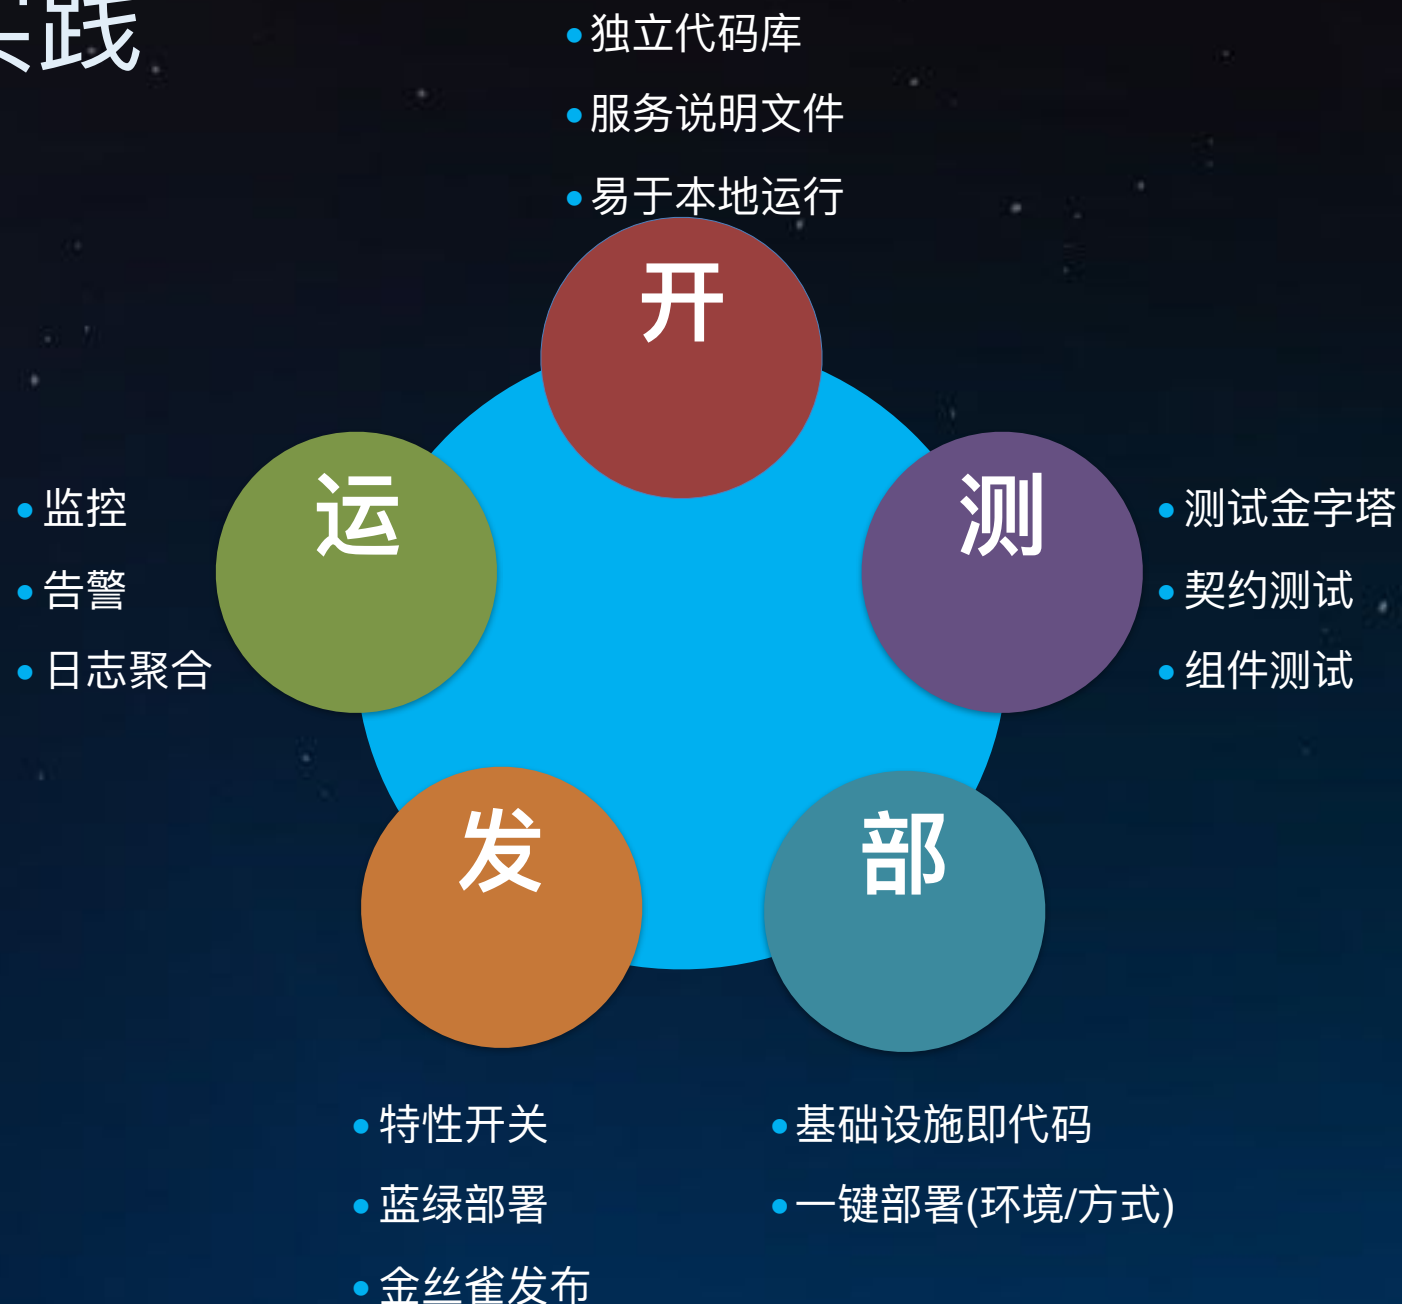 实践
独立代码库
服务说明文件
易于本地运行
开
运
测
监控
告警
日志聚合
测试金字塔
契约测试
组件测试
发
部
特性开关
蓝绿部署
金丝雀发布
基础设施即代码
一键部署(环境/方式)